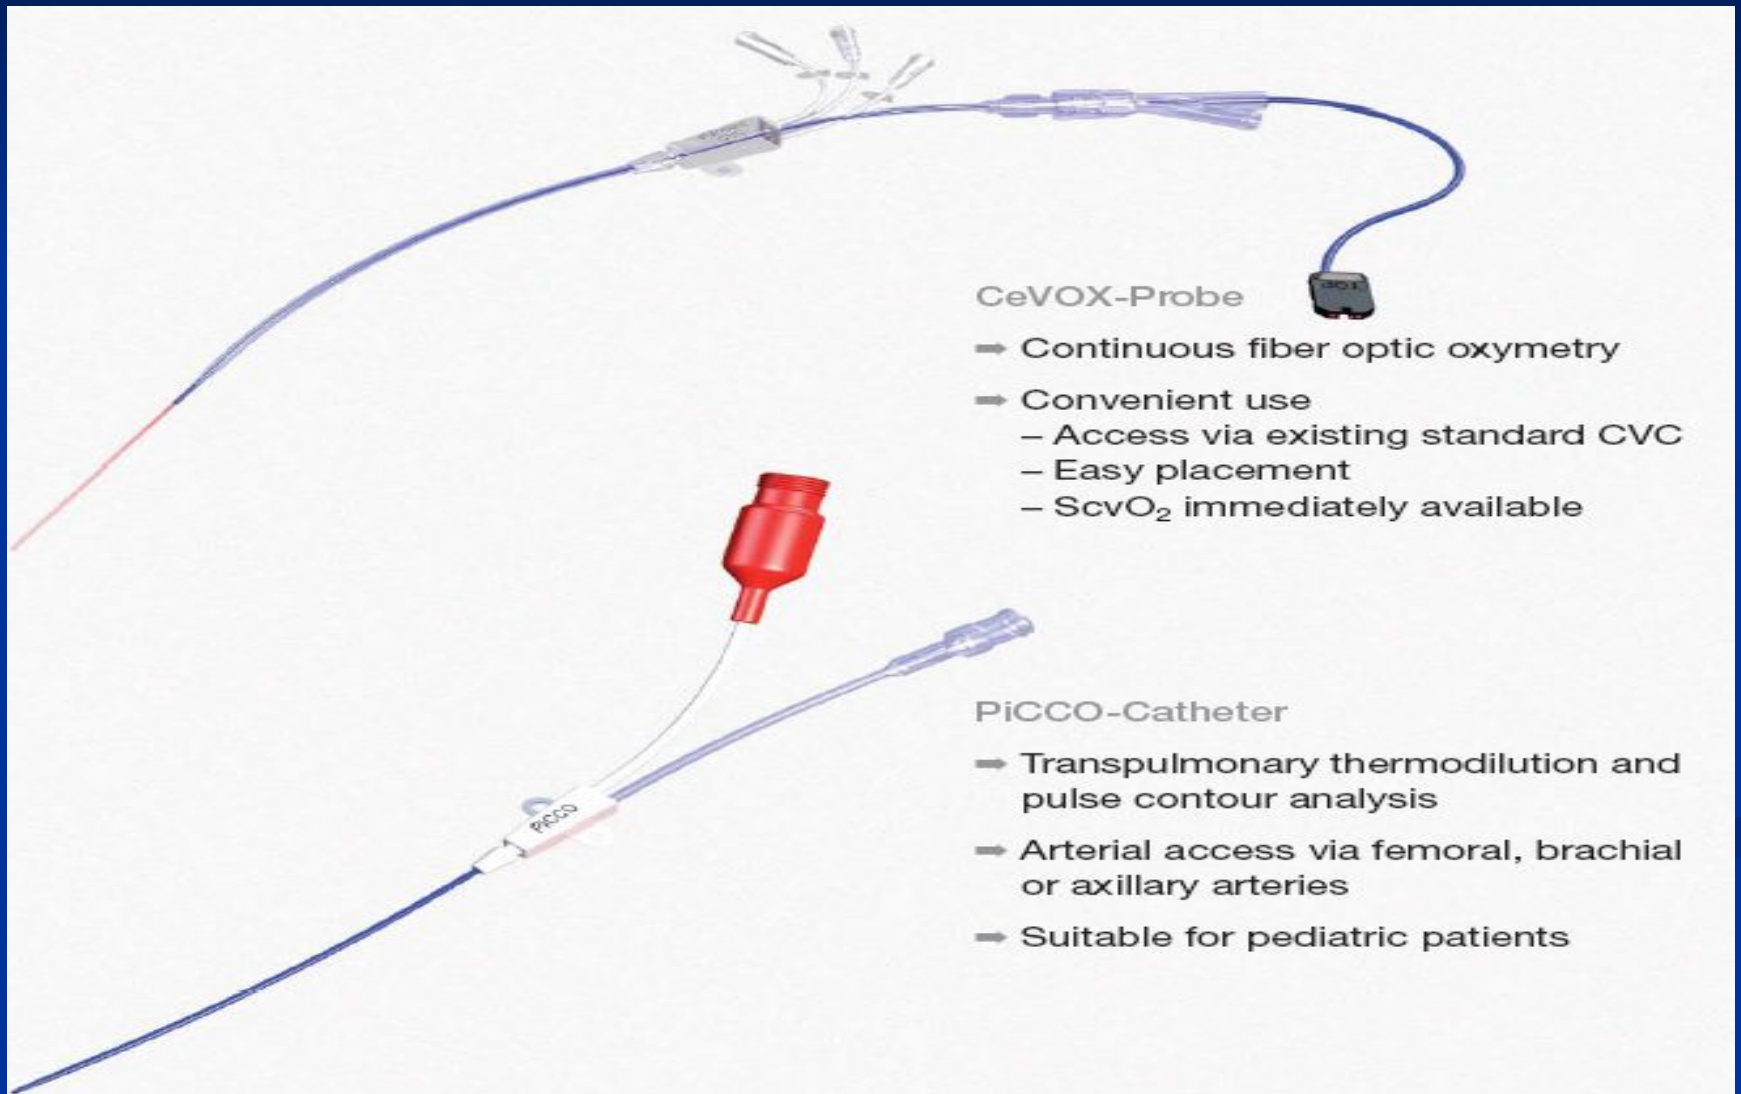 CeVOX-Probe
➡ Continuous fiber optic oxymetry
➡ Convenient use
– Access via existing standard CVC
– Easy placement
– ScvO₂ immediately available
TOP
PiCCO-Catheter
➡ Transpulmonary thermodilution and
pulse contour analysis
➡ Arterial access via femoral, brachial
or axillary arteries
➡ Suitable for pediatric patients
PiCCO